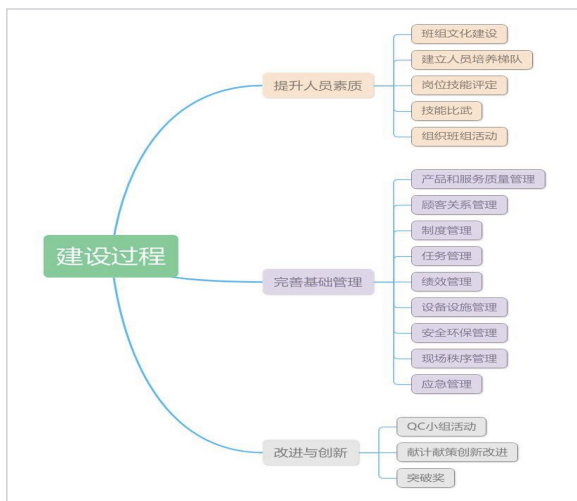 建设过程
提升人员素质
班组文化建设
建立人员培养梯队
岗位技能评定
技能比武
组织班组活动
完善基础管理
产品和服务质量管理
顾客关系管理
制度管理
任务管理
绩效管理
设备设施管理
安全环保管理
现场秩序管理
应急管理
改进与创新
QC小组活动
献计献策创新改进
突破奖